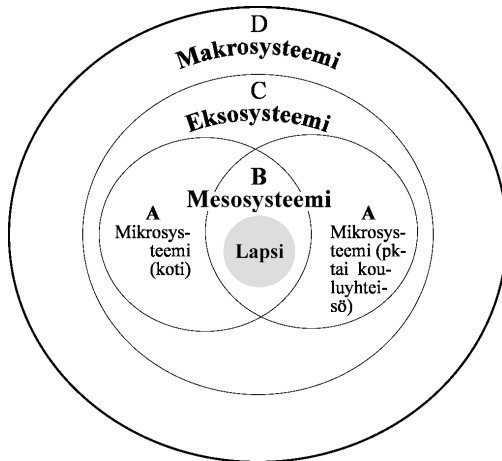 D
Makrosysteemi
C
Eksosysteemi
B
Mesosysteemi
A
Mikrosys-
teemi
(koti)
Lapsi
A
Mikrosys-
teemi (pk-
tai kou-
luyhtei-
sö)